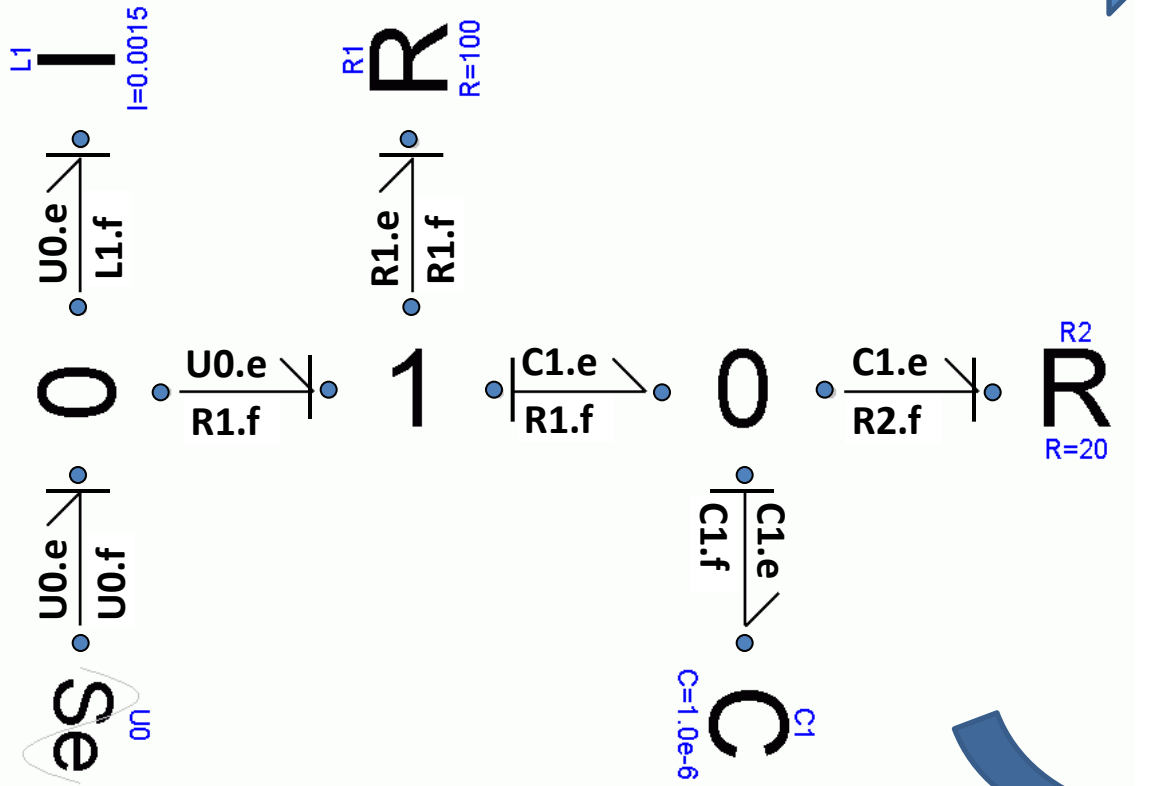 L1
I
I=0.0015
R1
R
R=100
U0.e
L1.f
R1.e
R1.f
0
U0.e
R1.f
1
C1.e
R1.f
0
C1.e
R2.f
R2
R
R=20
U0.e
U0.f
C1.f
C1.e
Se
U0
C=1.0e-6
C
C1